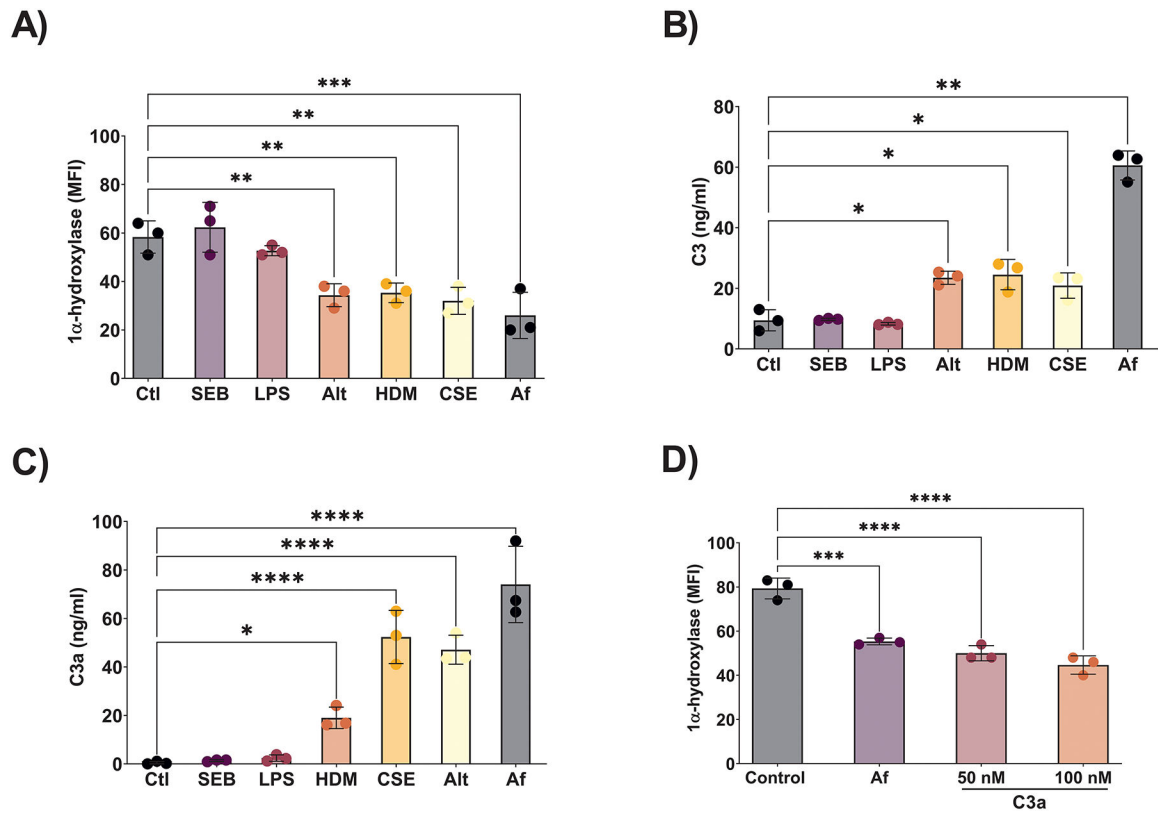 A)
***
**
**
**
1α-hydroxylase (MFI)
100
80
60
40
20
0
Ctl SEB LPS Alt HDM CSE Af
B)
**
*
*
*
C3 (ng/ml)
80
60
40
20
0
Ctl SEB LPS Alt HDM CSE Af
C)
****
****
****
*
C3a (ng/ml)
100
80
60
40
20
0
Ctl SEB LPS HDM CSE Alt Af
D)
****
****
***
1α-hydroxylase (MFI)
100
80
60
40
20
0
Control Af 50 nM 100 nM
C3a